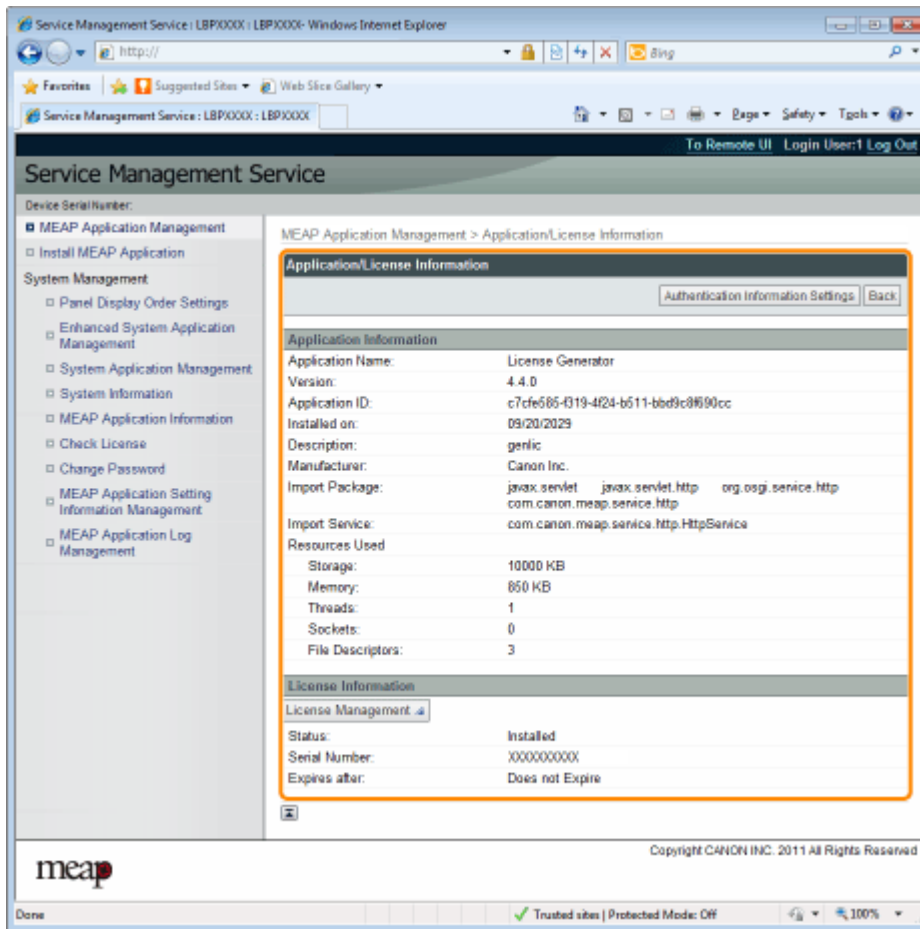 Service Management Service : LBPXXXX : LBPXXXX- Windows Internet Explorer
http://
Bing
Favorites Suggested Sites Web Slice Gallery
Service Management Service : LBPXXXX : LBPXXXX
Page Safety Tools
To Remote UI Login User:1 Log Out
Service Management Service
Device Serial Number:
MEAP Application Management
Install MEAP Application
System Management
Panel Display Order Settings
Enhanced System Application
Management
System Application Management
System Information
MEAP Application Information
Check License
Change Password
MEAP Application Setting
Information Management
MEAP Application Log
Management
MEAP Application Management > Application/License Information
Application/License Information
Authentication Information Settings Back
Application Information
Application Name: License Generator
Version: 4.4.0
Application ID: c7cfe585-f319-4f24-b511-bbd9c8f690cc
Installed on: 09/20/2029
Description: genlic
Manufacturer: Canon Inc.
Import Package: javax.servlet javax.servlet.http org.osgi.service.http
com.canon.meap.service.http
Import Service: com.canon.meap.service.http.HttpService
Resources Used
Storage: 10000 KB
Memory: 850 KB
Threads: 1
Sockets: 0
File Descriptors: 3
License Information
License Management
Status: Installed
Serial Number: XXXXXXXXXX
Expires after: Does not Expire
Copyright CANON INC. 2011 All Rights Reserved
meap
Done Trusted sites | Protected Mode: Off 100%